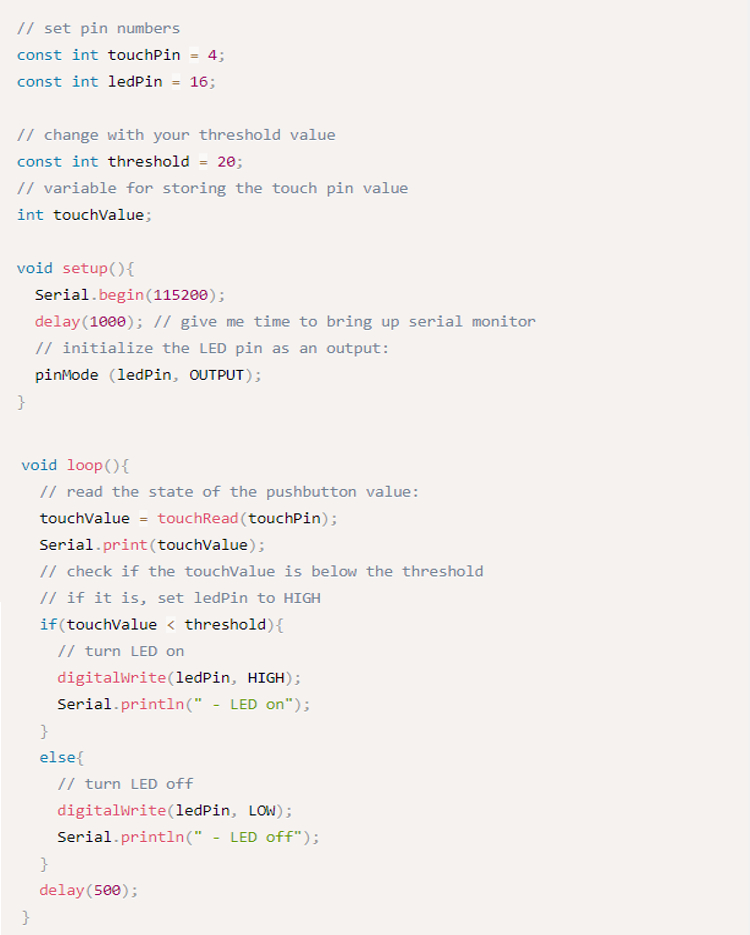 // set pin numbers
const int touchPin = 4;
const int ledPin = 16;
// change with your threshold value
const int threshold = 20;
// variable for storing the touch pin value
int touchValue;
void setup(){
Serial.begin(115200);
delay(1000); // give me time to bring up serial monitor
// initialize the LED pin as an output:
pinMode (ledPin, OUTPUT);
}
void loop(){
// read the state of the pushbutton value:
touchValue = touchRead(touchPin);
Serial.print(touchValue);
// check if the touchValue is below the threshold
// if it is, set ledPin to HIGH
if(touchValue < threshold){
// turn LED on
digitalWrite(ledPin, HIGH);
Serial.println(" - LED on");
}
else{
// turn LED off
digitalWrite(ledPin, LOW);
Serial.println(" - LED off");
}
delay(500);
}